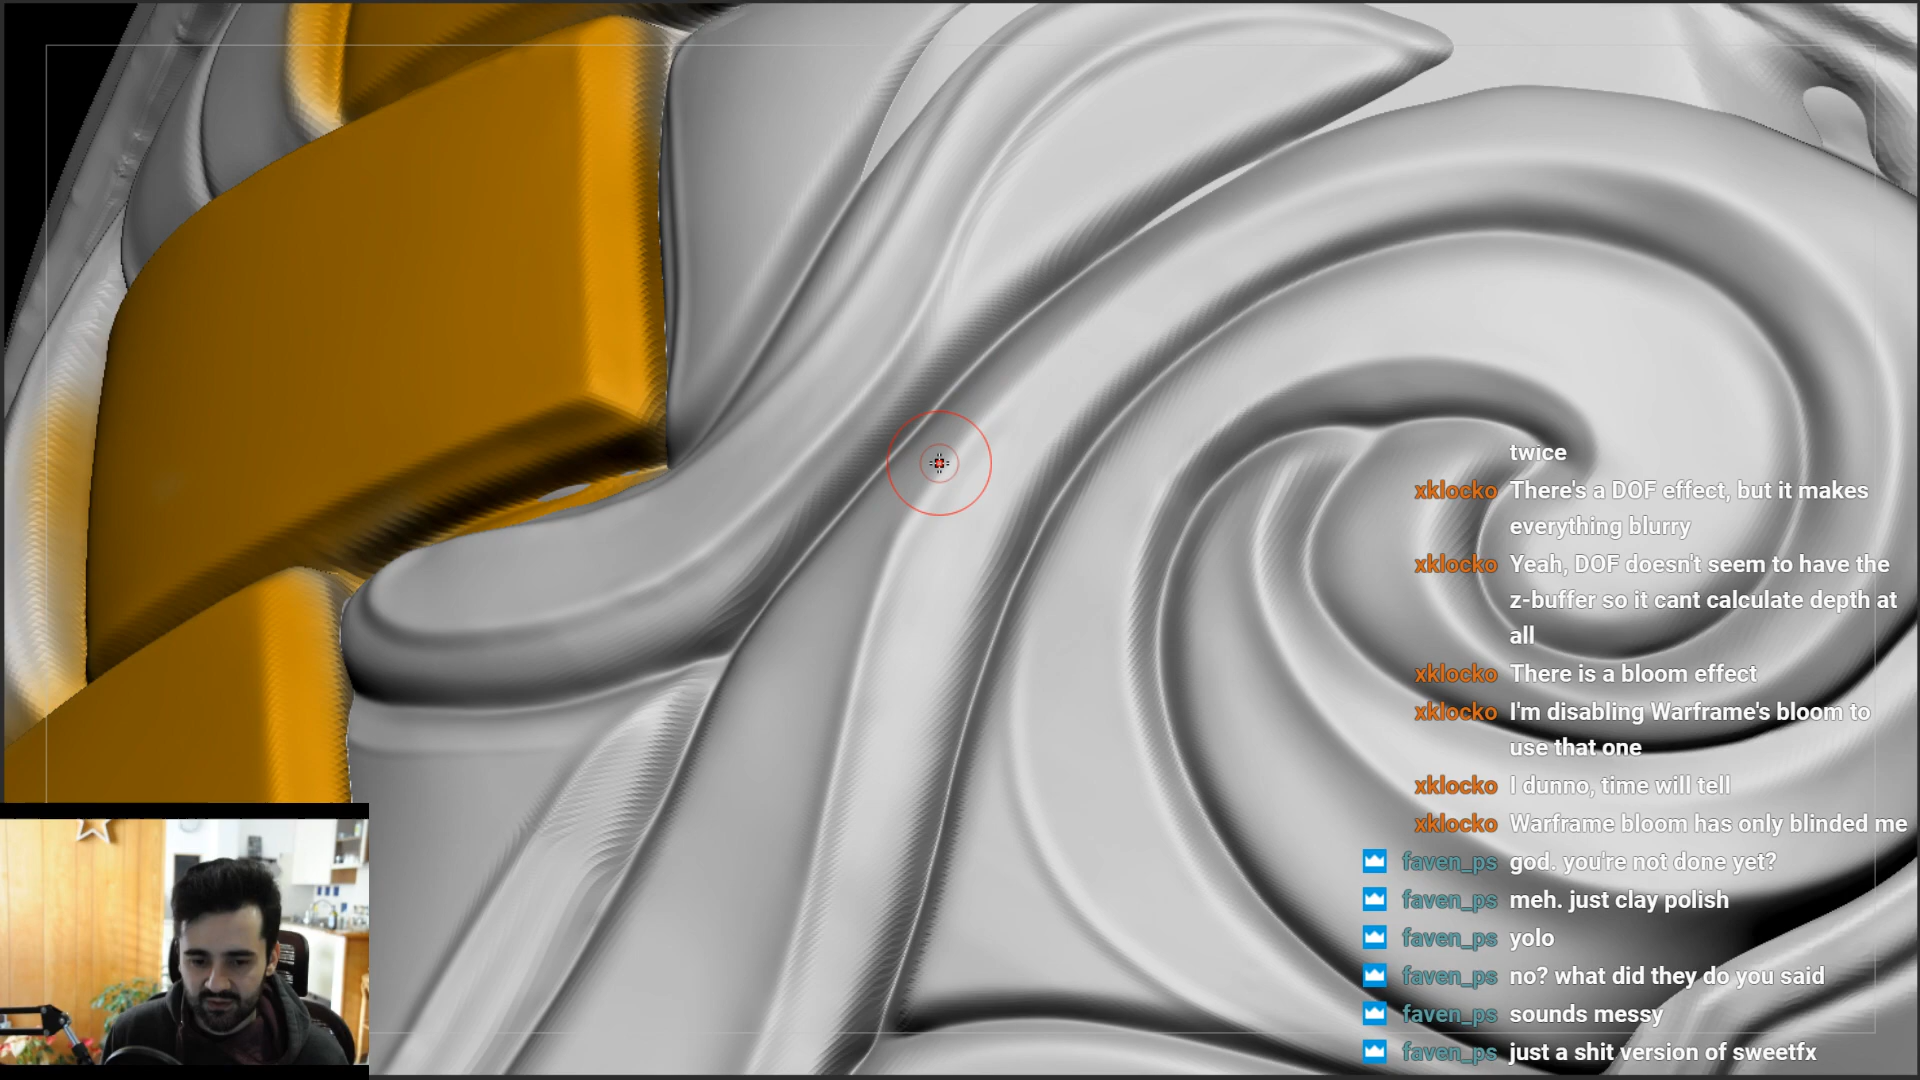 twice
xklocko There's a DOF effect, but it makes
everything blurry
xklocko Yeah, DOF doesn't seem to have the
z-buffer so it cant calculate depth at
all
xklocko There is a bloom effect
xklocko I'm disabling Warframe's bloom to
use that one
xklocko I dunno, time will tell
xklocko Warframe bloom has only blinded me
faven_ps god. you're not done yet?
faven_ps meh. just clay polish
faven_ps yolo
faven_ps no? what did they do you said
faven_ps sounds messy
faven_ps just a shit version of sweetfx